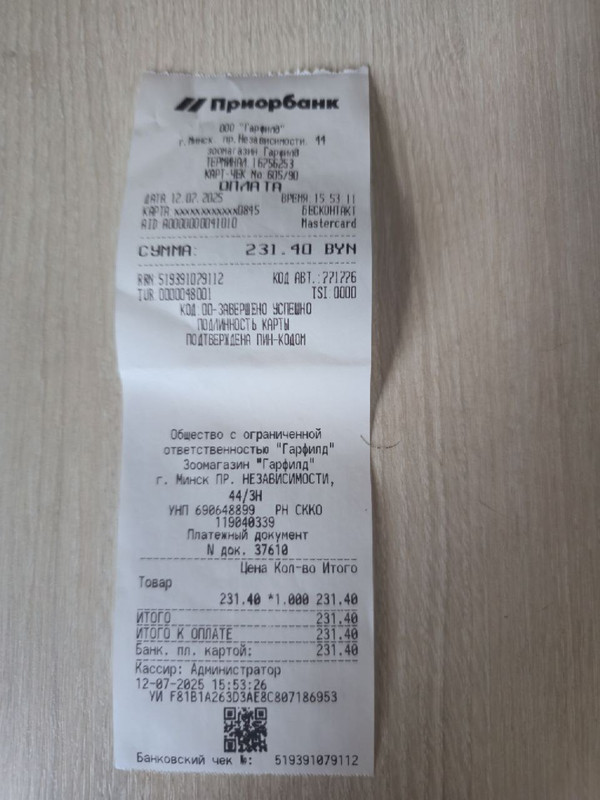 Приорбанк
ООО "Гарфилд"
г.Минск. пр.Независимости. 44
зоомагазин Гарфилд
ТЕРМИНАЛ 16756253
КАРТ-ЧЕК No 605/90
ОПЛАТА
ДАТА 12.07.2025 ВРЕМЯ 15 53 11
КАРТА xxxxxxxxxxxx0845 БЕСКОНТАКТ
AID A0000000041010 Mastercard
СУММА: 231.40 BYN
RRN 519391079112 КОД АВТ.:771776
TVR 0000048001 TSI 0000
КОД 00-ЗАВЕРШЕНО УСПЕШНО
ПОДЛИННОСТЬ КАРТЫ
ПОДТВЕРЖДЕНА ПИН-КОДОМ
Общество с ограниченной
ответственностью "Гарфилд"
Зоомагазин "Гарфилд"
г. Минск ПР. НЕЗАВИСИМОСТИ,
44/3Н
УНП 690648899 РН СККО
119040339
Платежный документ
N док. 37610
Цена Кол-во Итого
Товар
231.40 *1.000 231.40
ИТОГО 231.40
ИТОГО К ОПЛАТЕ 231.40
Банк. пл. картой: 231.40
Кассир: Администратор
12-07-2025 15:53:26
УИ F81B1A263D3AE8C807186953
Банковский чек №: 519391079112